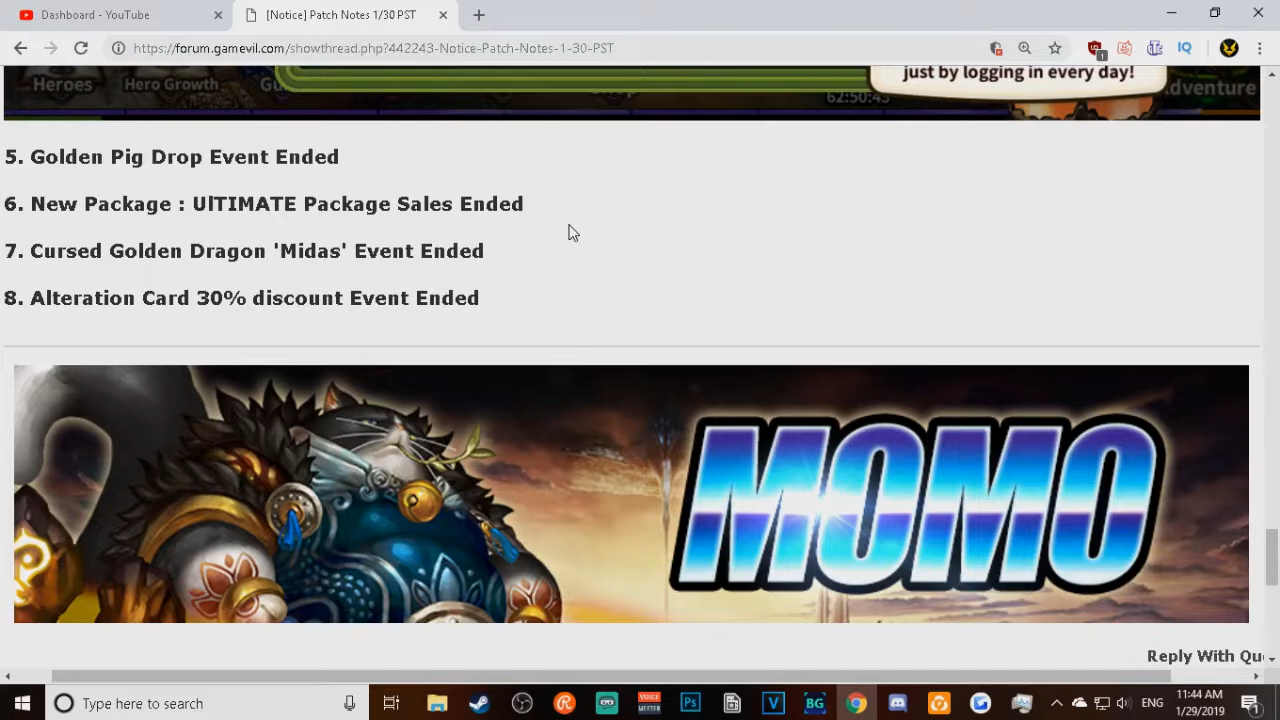 Dashboard - YouTube
[Notice] Patch Notes 1/30 PST
https://forum.gamevil.com/showthread.php?442243-Notice-Patch-Notes-1-30-PST
just by logging in every day!
Heroes
Hero Growth
62:50:43
Adventure
5. Golden Pig Drop Event Ended
6. New Package : UlTIMATE Package Sales Ended
7. Cursed Golden Dragon 'Midas' Event Ended
8. Alteration Card 30% discount Event Ended
MOMO
Reply With Qu
Type here to search
ENG
11:44 AM
1/29/2019